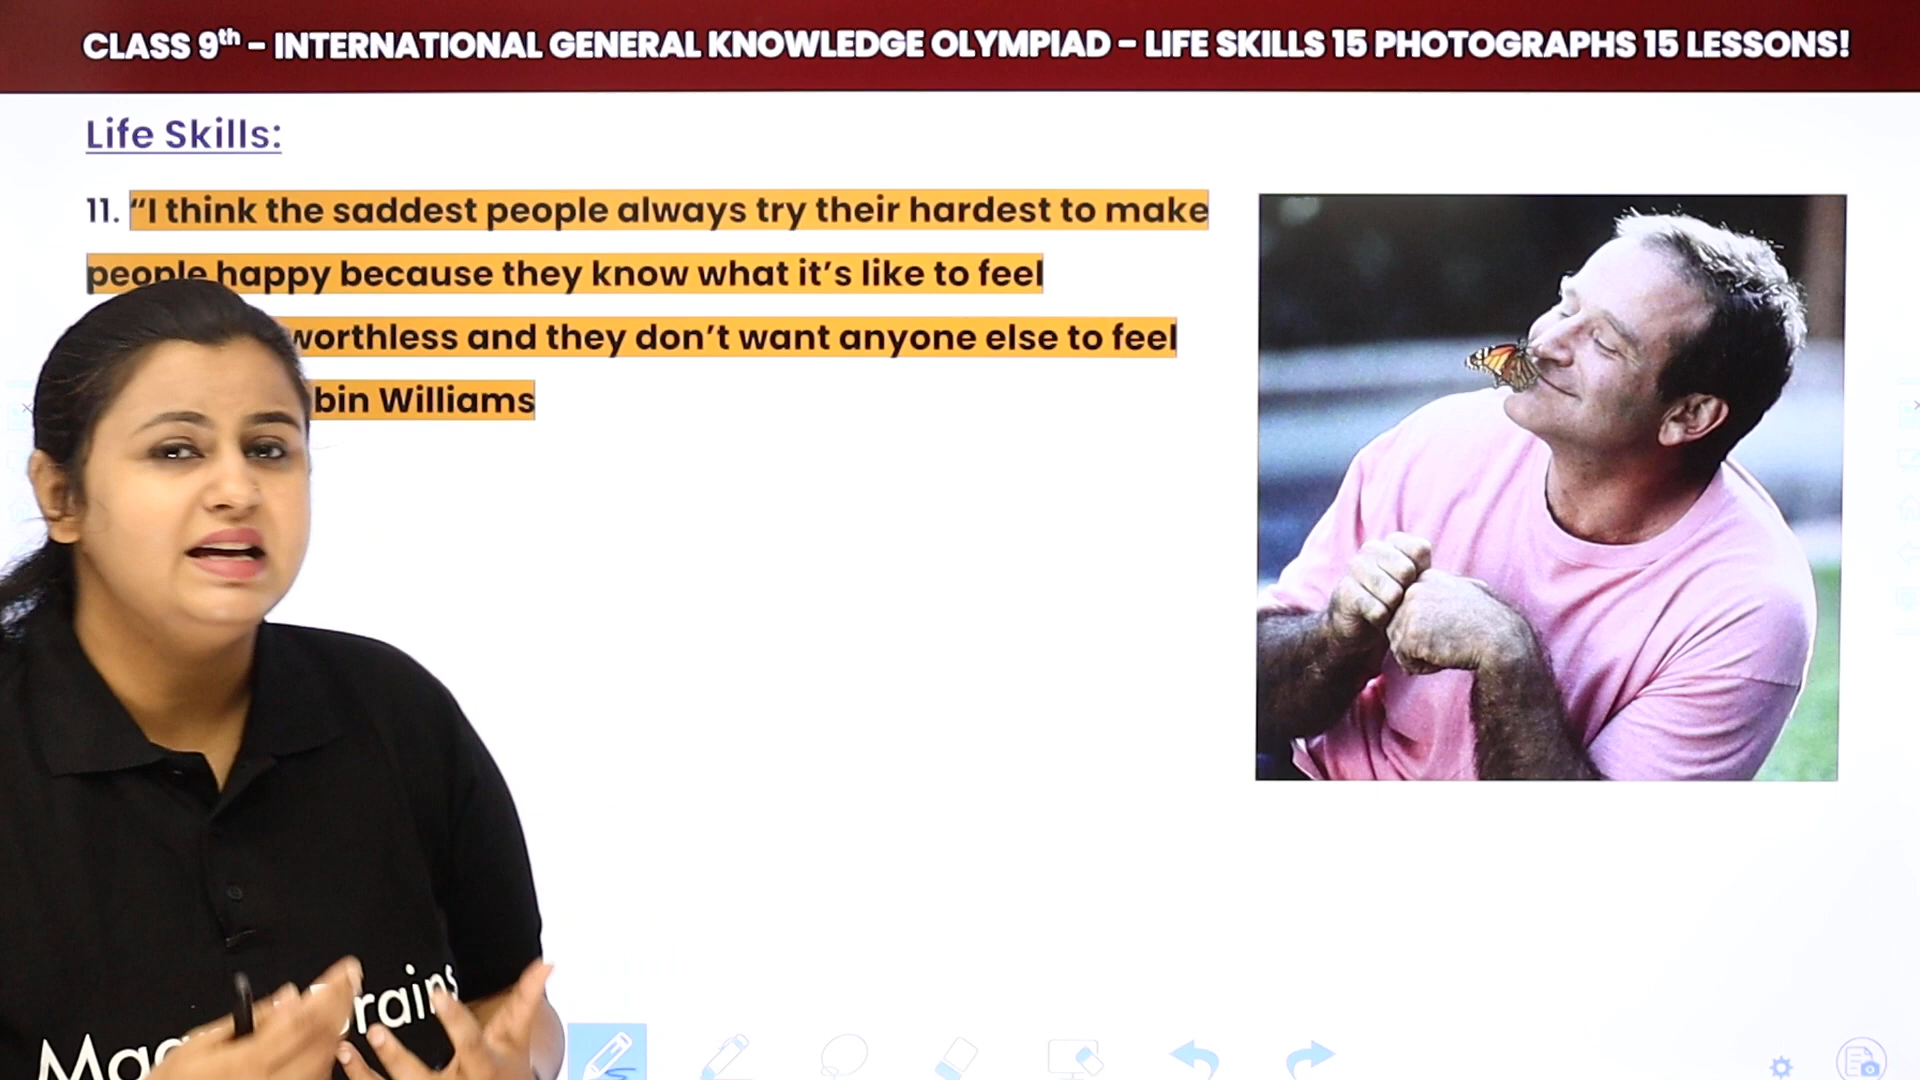 CLASS 9th – INTERNATIONAL GENERAL KNOWLEDGE OLYMPIAD – LIFE SKILLS 15 PHOTOGRAPHS 15 LESSONS!
Life Skills:
11. “I think the saddest people always try their hardest to make
people happy because they know what it’s like to feel
worthless and they don’t want anyone else to feel
bin Williams